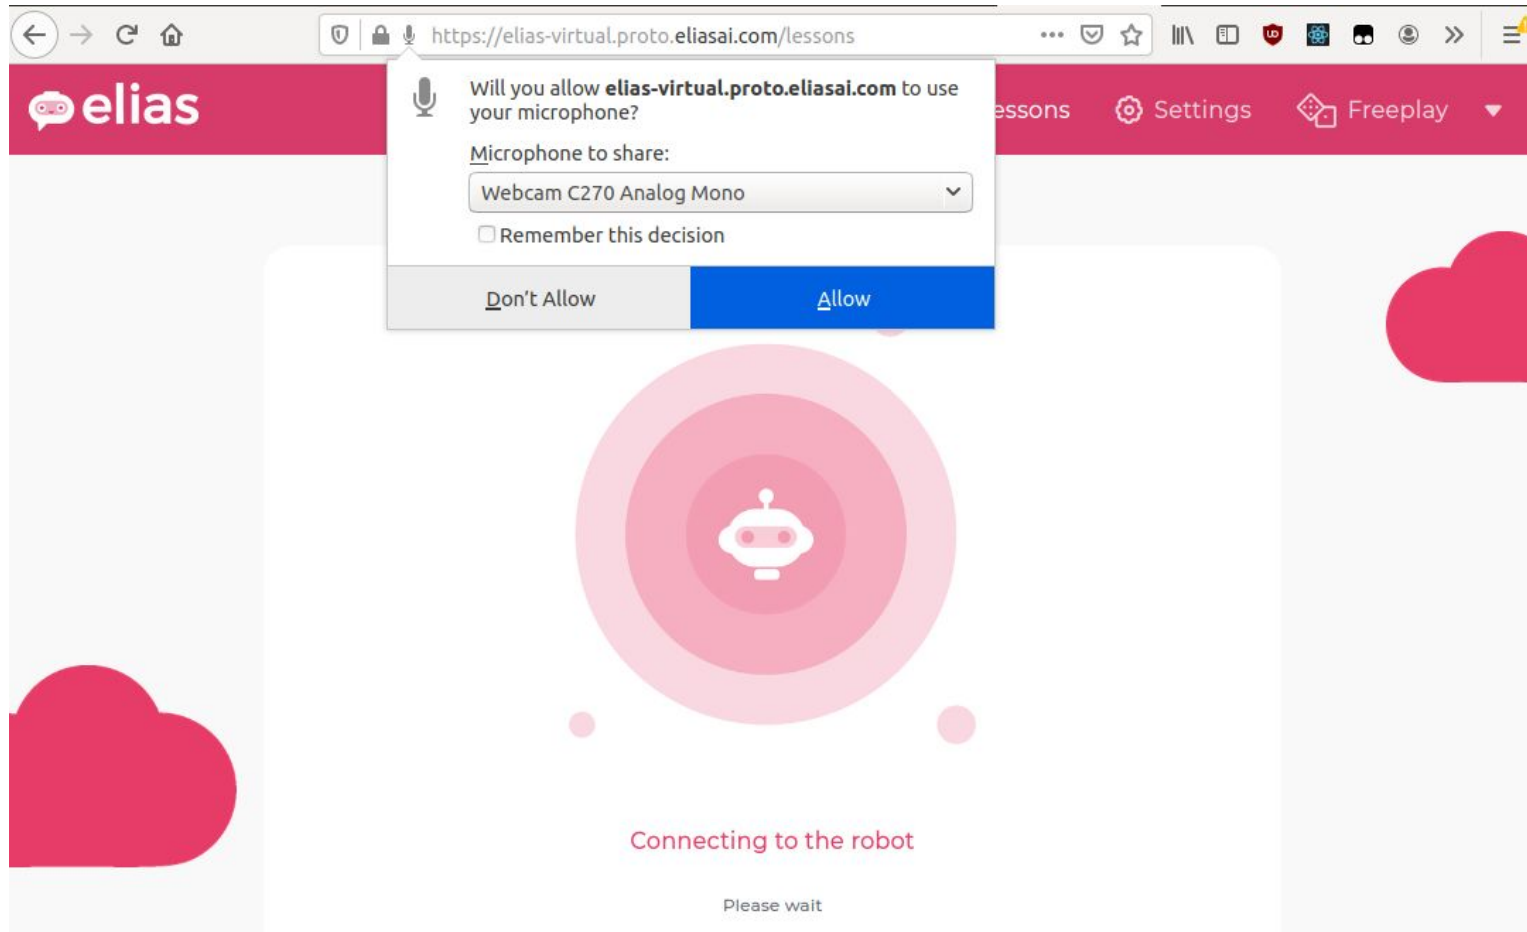 https://elias-virtual.proto.eliasai.com/lessons
elias
essons
Settings
Freeplay
Will you allow elias-virtual.proto.eliasai.com to use
your microphone?
Microphone to share:
Webcam C270 Analog Mono
Remember this decision
Don't Allow
Allow
Connecting to the robot
Please wait